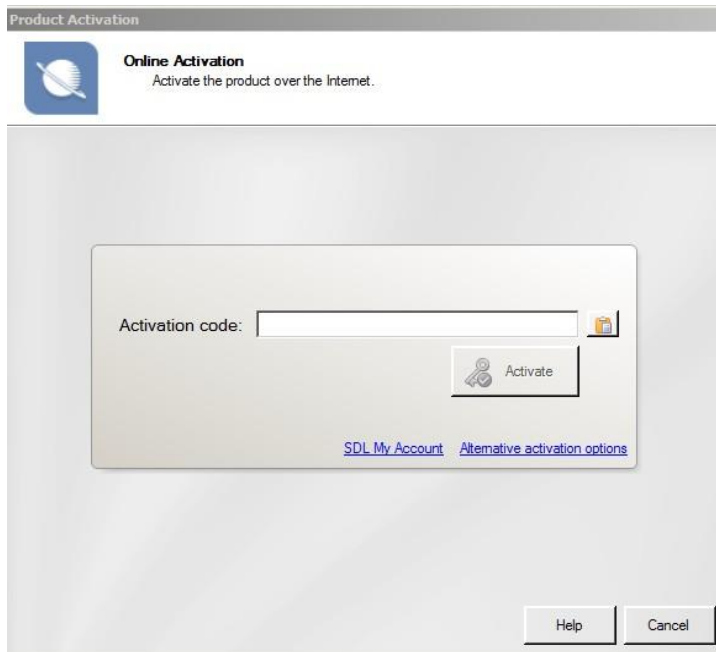 Product Activation
Online Activation
Activate the product over the Internet.
Activation code:
Activate
SDL My Account Alternative activation options
Help Cancel